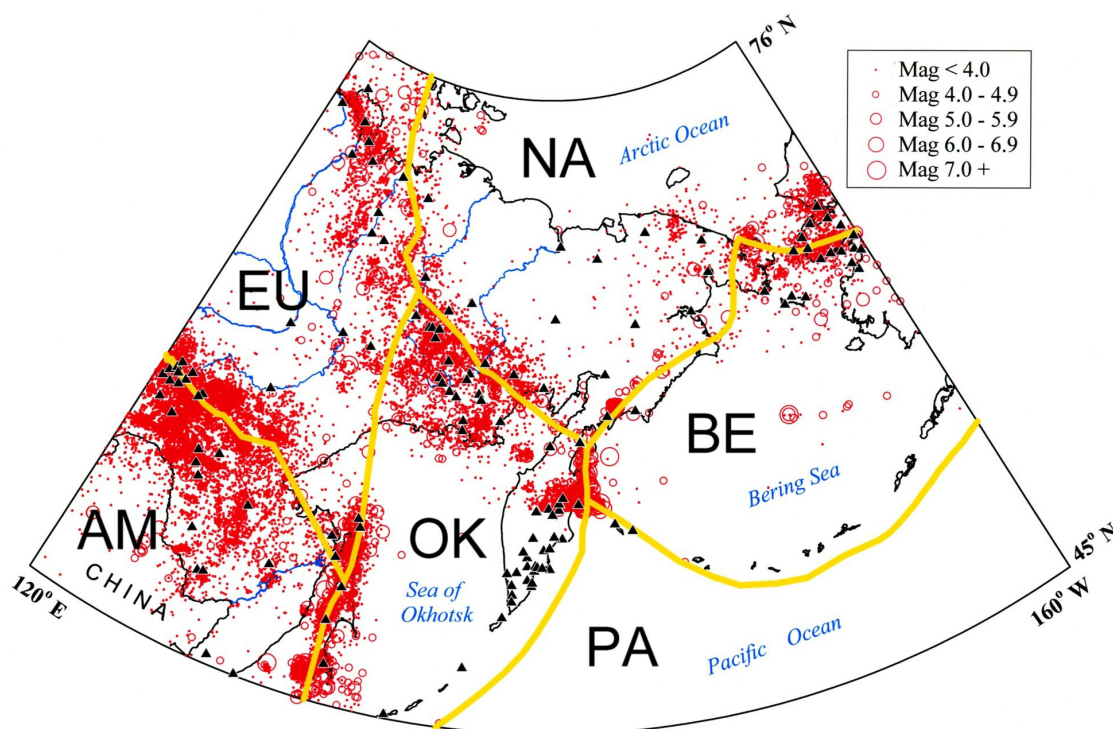 76° N
Mag < 4.0
Mag 4.0 - 4.9
Mag 5.0 - 5.9
Mag 6.0 - 6.9
Mag 7.0 +
NA
Arctic Ocean
EU
BE
Bering Sea
AM
CHINA
120° E
OK
Sea of
Okhotsk
45° N
160° W
PA
Pacific Ocean